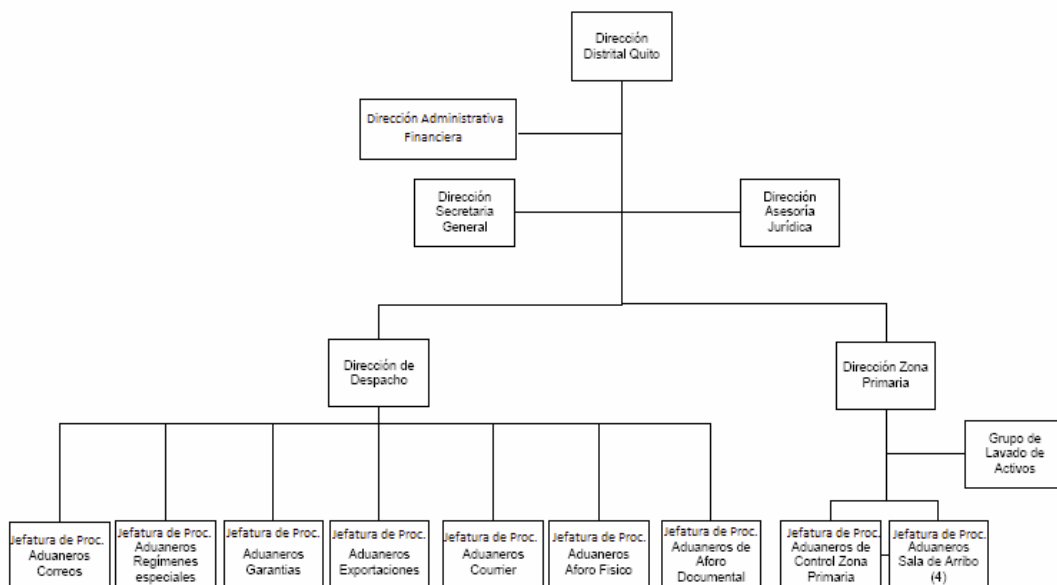 Dirección
Distrital Quito
Dirección Administrativa
Financiera
Dirección
Secretaria
General
Dirección
Asesoría
Jurídica
Dirección de
Despacho
Dirección Zona
Primaria
Grupo de
Lavado de
Activos
Jefatura de Proc.
Aduaneros
Correos
Jefatura de Proc.
Aduaneros
Regímenes
especiales
Jefatura de Proc.
Aduaneros
Garantias
Jefatura de Proc.
Aduaneros
Exportaciones
Jefatura de Proc.
Aduaneros
Courrier
Jefatura de Proc.
Aduaneros
Aforo Fisico
Jefatura de Proc.
Aduaneros de
Aforo
Documental
Jefatura de Proc.
Aduaneros de
Control Zona
Primaria
Jefatura de Proc.
Aduaneros
Sala de Arribo
(4)